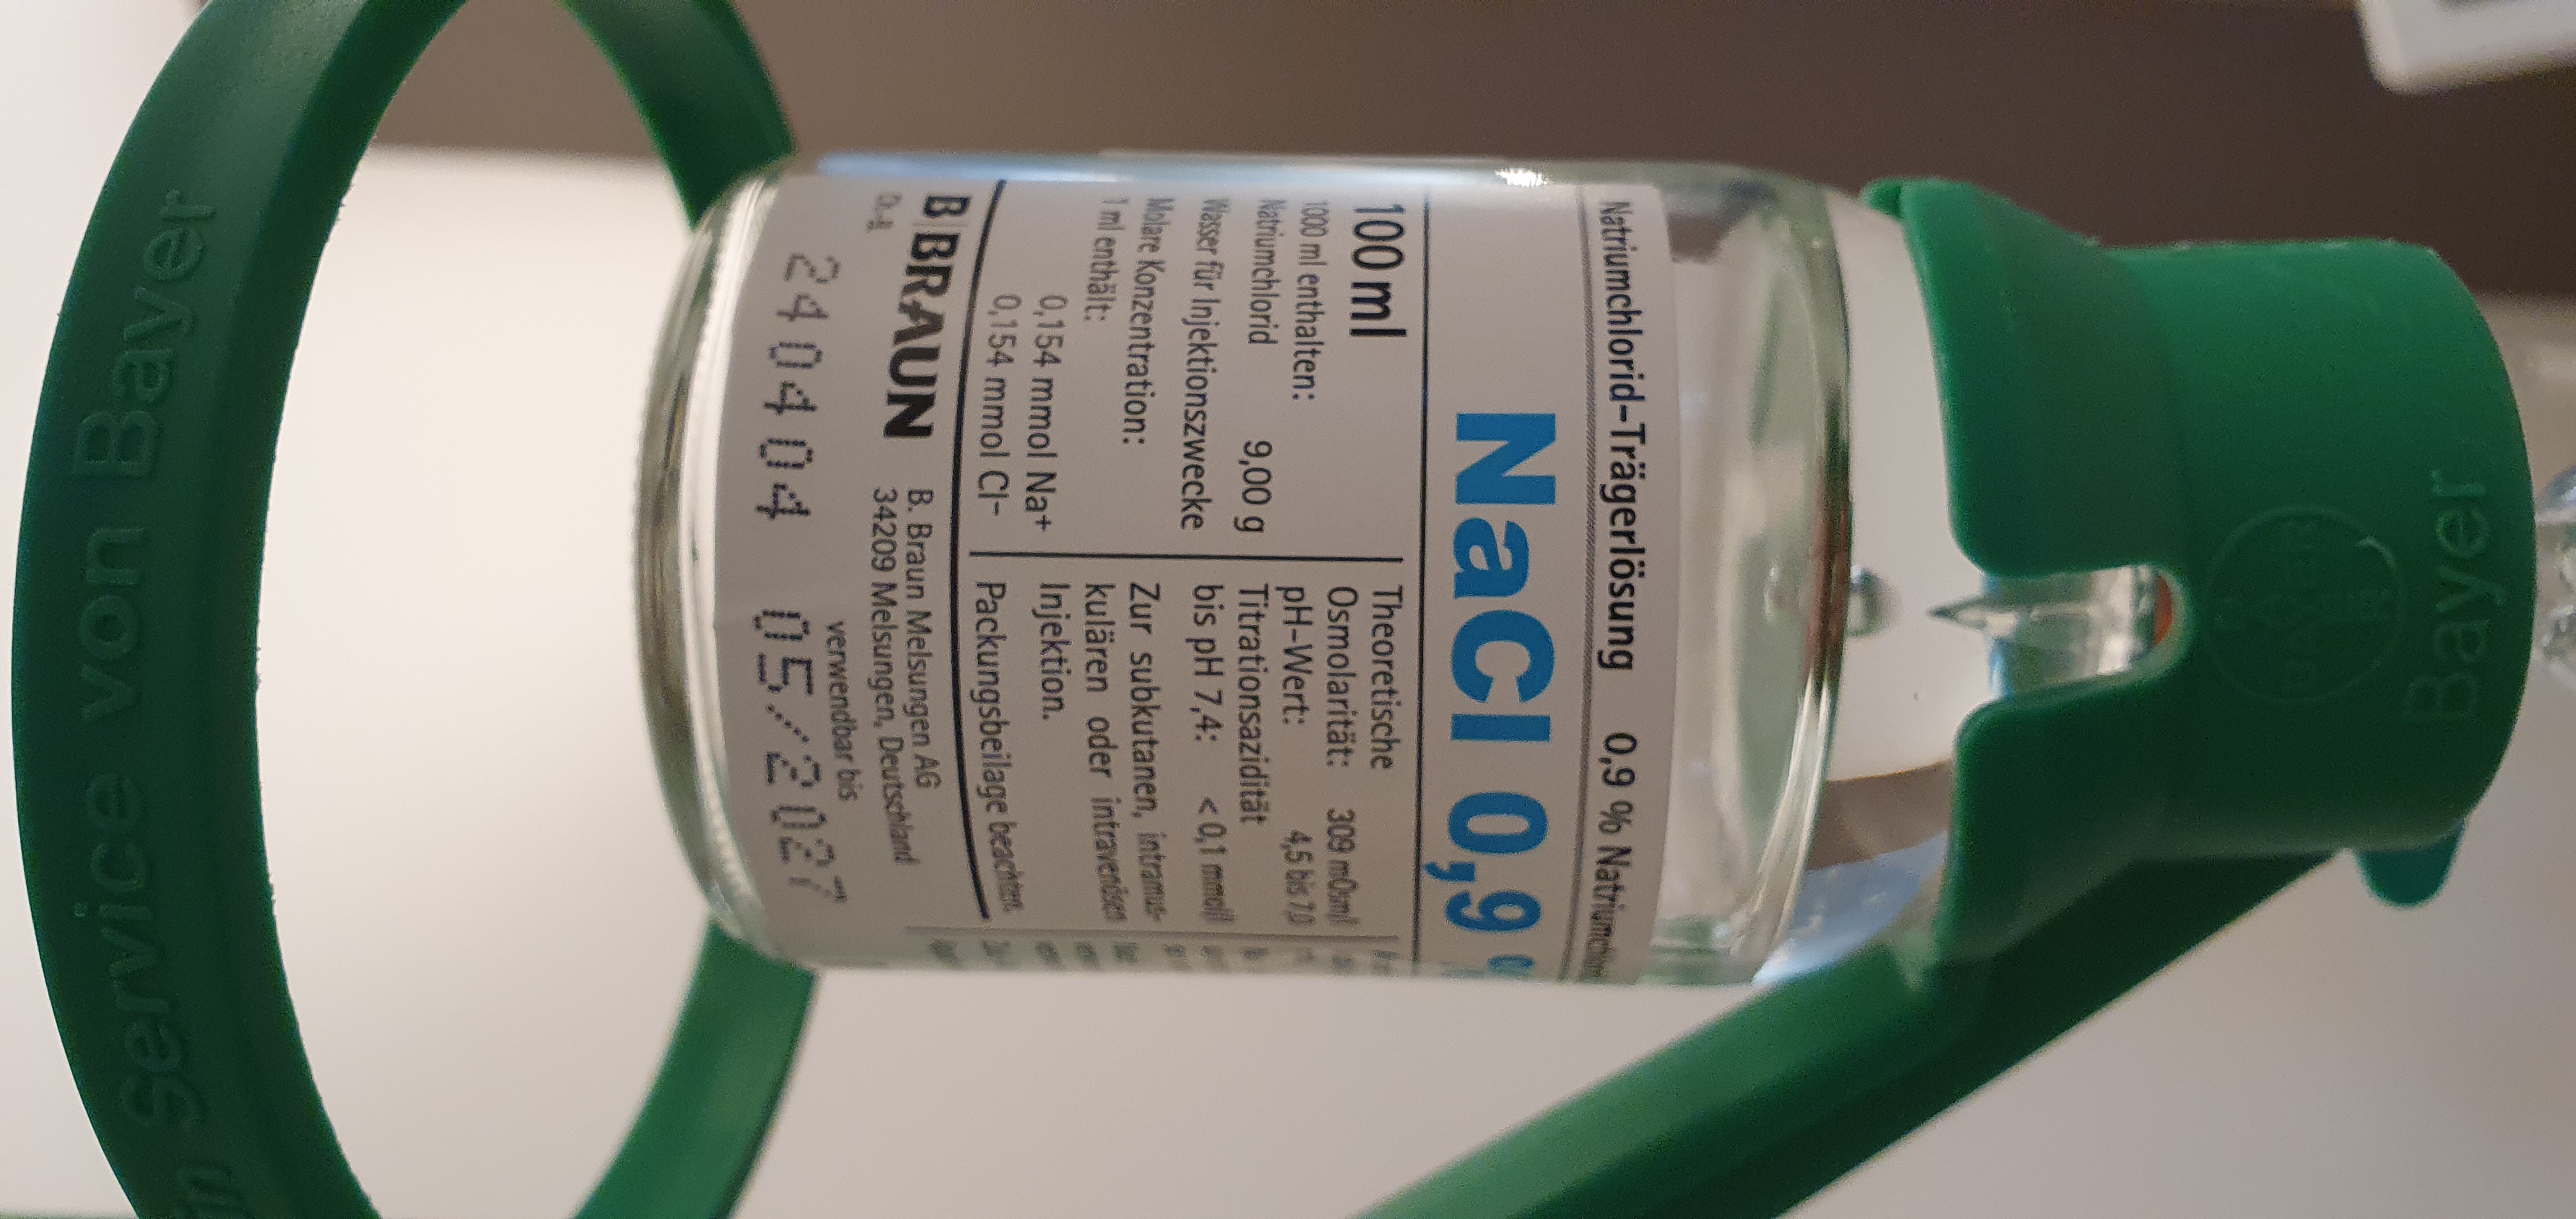 Natriumchlorid-Trägerlösung 0,9 %
NaCl 0,9
100 ml
1000 ml enthalten:
Natriumchlorid 9,00 g
Wasser für Injektionszwecke
Molare Konzentration:
1 ml enthält:
0,154 mmol Na+
0,154 mmol Cl-
Theoretische
Osmolarität: 309 mOsm/l
pH-Wert: 4,5 bis 7,0
Titrationsazidität
bis pH 7,4: < 0,1 mmol/l
Zur subkutanen, intramus-
kulären oder intravenösen
Injektion.
Packungsbeilage beachten.
B|BRAUN
B. Braun Melsungen AG
34209 Melsungen, Deutschland
Ch.-B.
verwendbar bis
240404 05/2027
Service von Bayer
Bayer